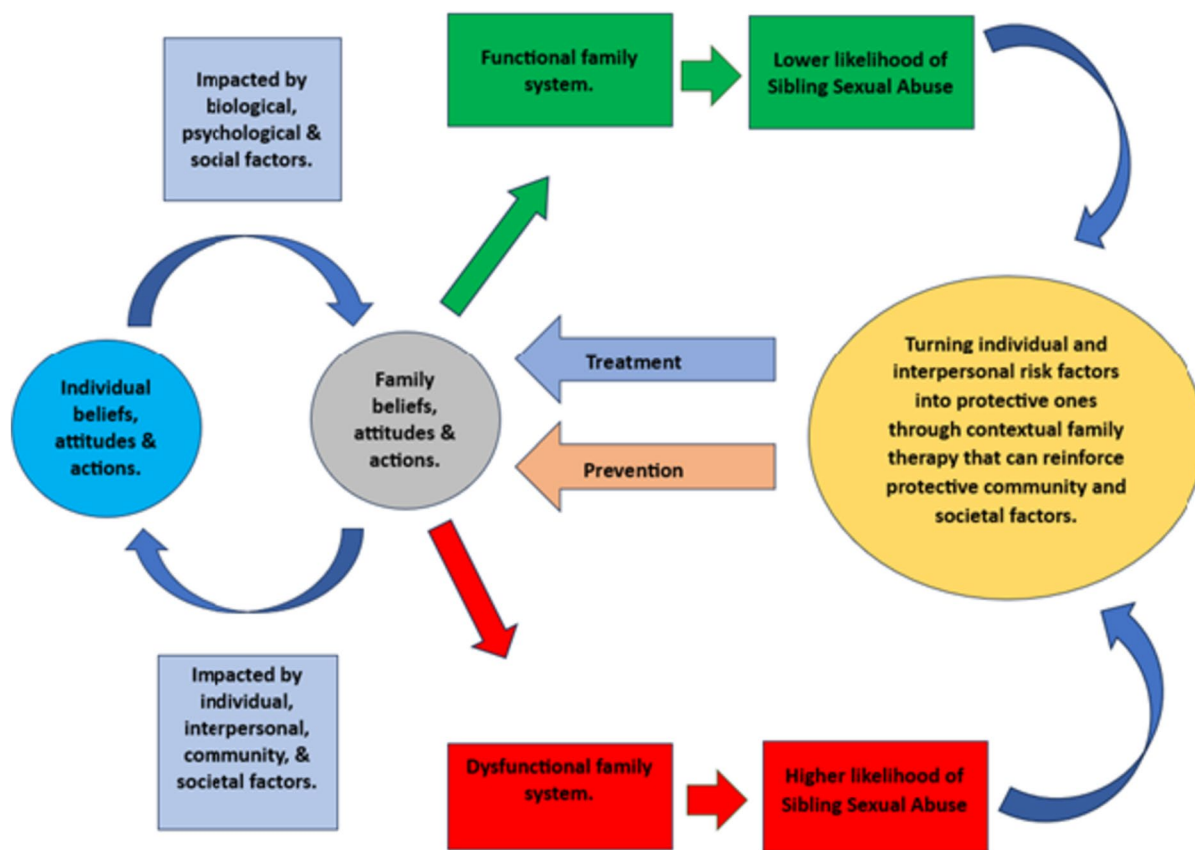 Impacted by
biological,
psychological &
social factors.
Functional family
system.
Lower likelihood of
Sibling Sexual Abuse
Individual
beliefs,
attitudes &
actions.
Family
beliefs,
attitudes &
actions.
Treatment
Prevention
Turning individual and
interpersonal risk factors
into protective ones
through contextual family
therapy that can reinforce
protective community and
societal factors.
Impacted by
individual,
interpersonal,
community, &
societal factors.
Dysfunctional family
system.
Higher likelihood of
Sibling Sexual Abuse